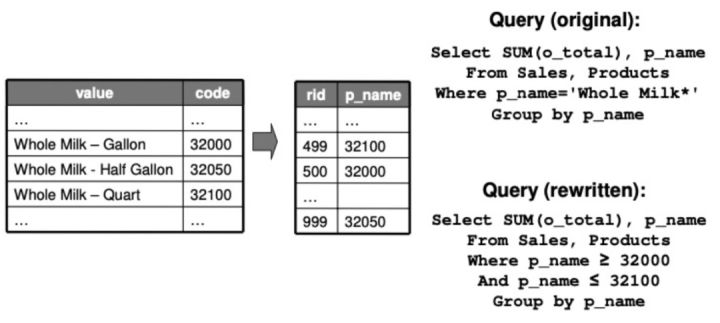 Query (original):
Select SUM(o_total), p_name
From Sales, Products
Where p_name='Whole Milk*'
Group by p_name
value code
... ...
Whole Milk – Gallon 32000
Whole Milk - Half Gallon 32050
Whole Milk – Quart 32100
... ...
rid p_name
... ...
499 32100
500 32000
...
999 32050
Query (rewritten):
Select SUM(o_total), p_name
From Sales, Products
Where p_name ≥ 32000
And p_name ≤ 32100
Group by p_name